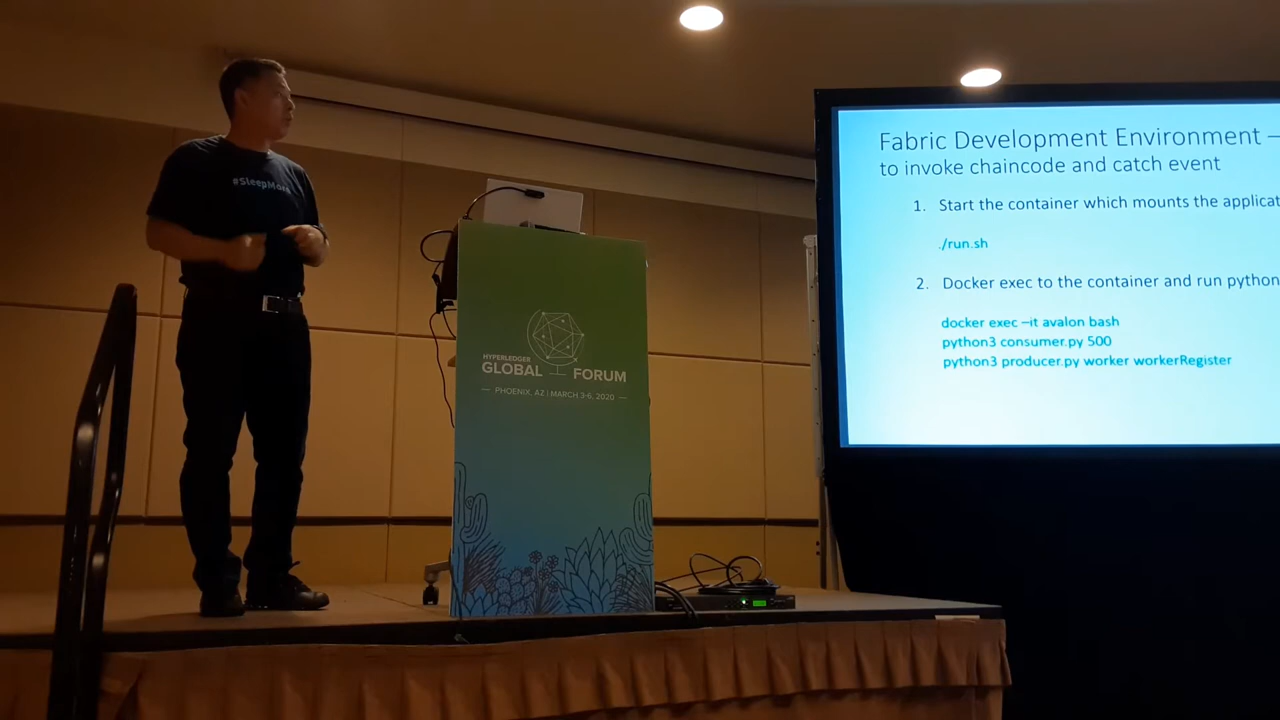 #SleepMore
HYPERLEDGER
GLOBAL FORUM
PHOENIX, AZ | MARCH 3-6, 2020
Fabric Development Environment –
to invoke chaincode and catch event
1. Start the container which mounts the applicat
./run.sh
2. Docker exec to the container and run python
docker exec –it avalon bash
python3 consumer.py 500
python3 producer.py worker workerRegister